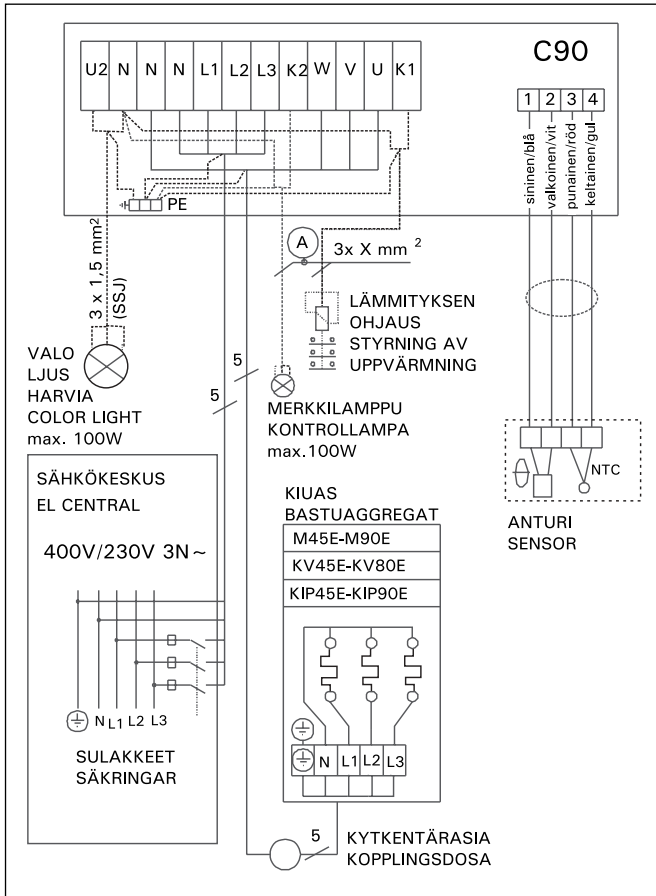 C90
U2 N N N L1 L2 L3 K2 W V U K1
1 2 3 4
sininen/blå
valkoinen/vit
punainen/röd
keltainen/gul
PE
3 x 1,5 mm²
(SSJ)
A
3x X mm ²
LÄMMITYKSEN
OHJAUS
STYRNING AV
UPPVÄRMNING
VALO
LJUS
HARVIA
COLOR LIGHT
max. 100W
5
5
MERKKILAMPPU
KONTROLLAMPA
max.100W
NTC
ANTURI
SENSOR
SÄHKÖKESKUS
EL CENTRAL
400V/230V 3N~
N L1 L2 L3
SULAKKEET
SÄKRINGAR
KIUAS
BASTUAGGREGAT
M45E-M90E
KV45E-KV80E
KIP45E-KIP90E
N L1 L2 L3
5
KYTKENTÄRASIA
KOPPLINGSDOSA